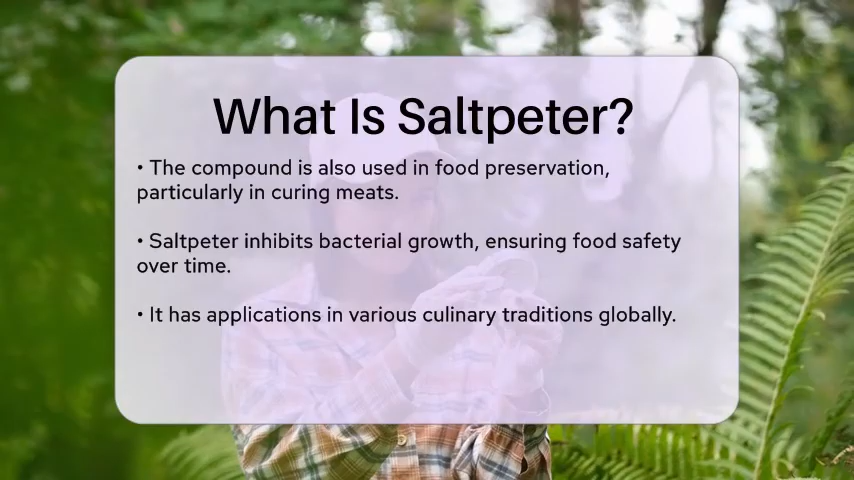 What Is Saltpeter?
• The compound is also used in food preservation,
particularly in curing meats.
• Saltpeter inhibits bacterial growth, ensuring food safety
over time.
• It has applications in various culinary traditions globally.